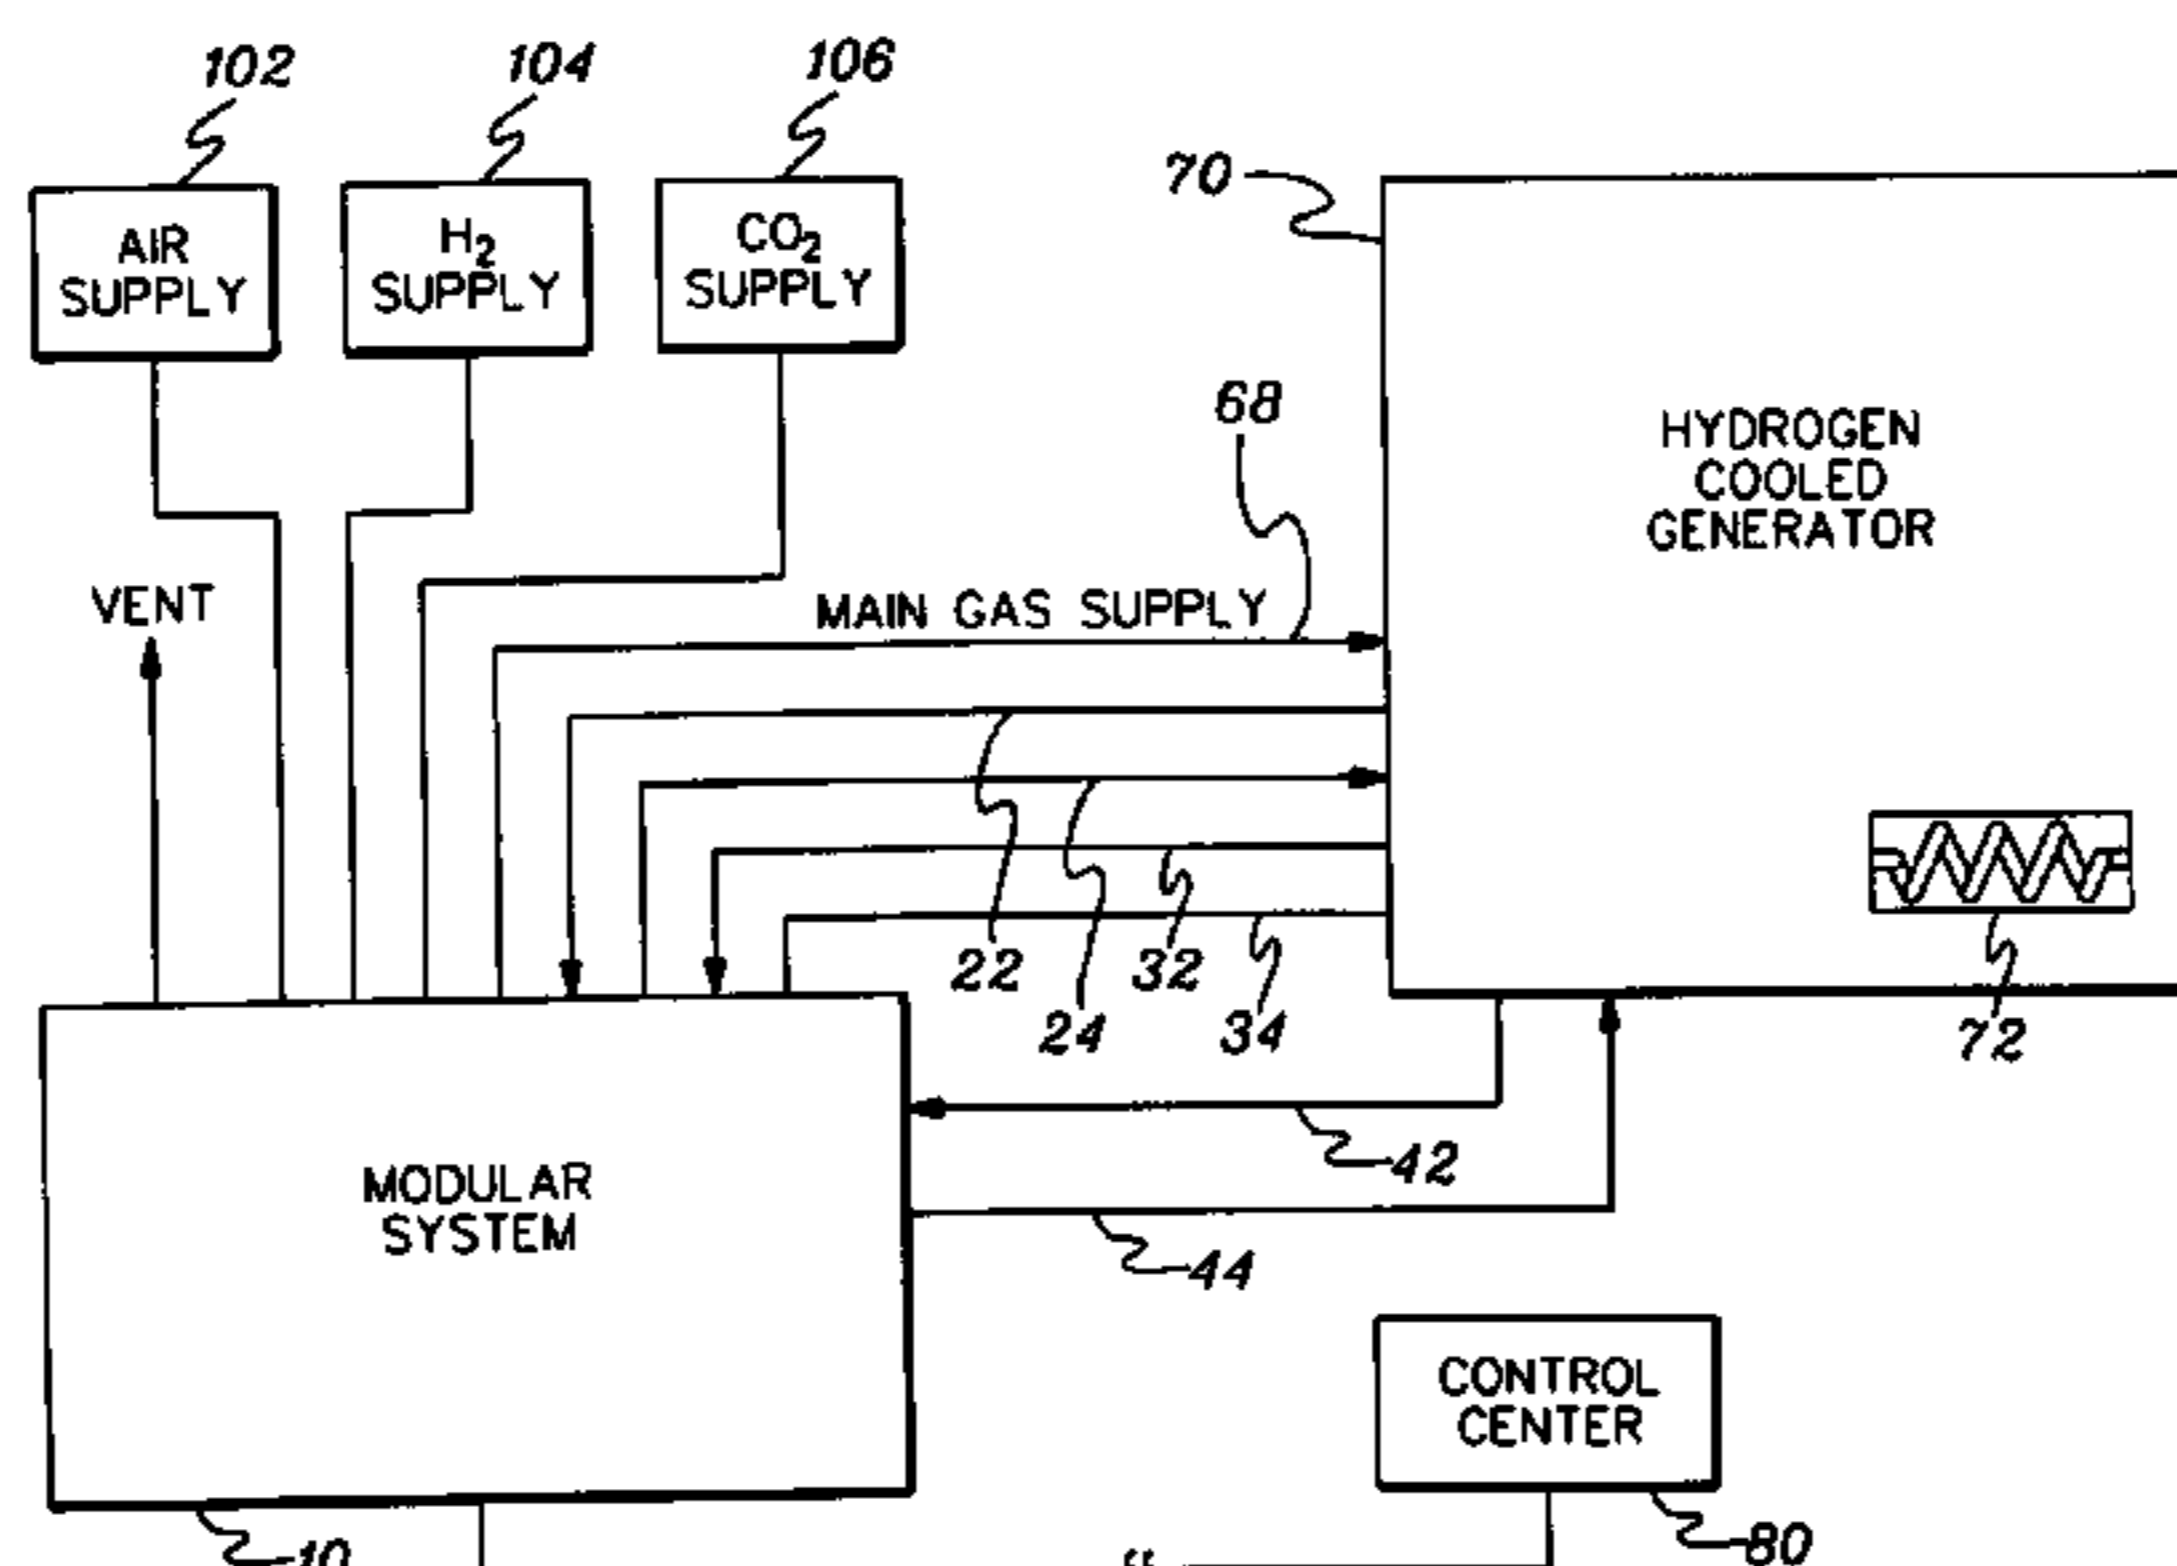 102
104
106
AIR
SUPPLY
H2
SUPPLY
CO2
SUPPLY
70
68
HYDROGEN
COOLED
GENERATOR
VENT
MAIN GAS SUPPLY
22
24
32
34
72
42
44
MODULAR
SYSTEM
CONTROL
CENTER
10
80